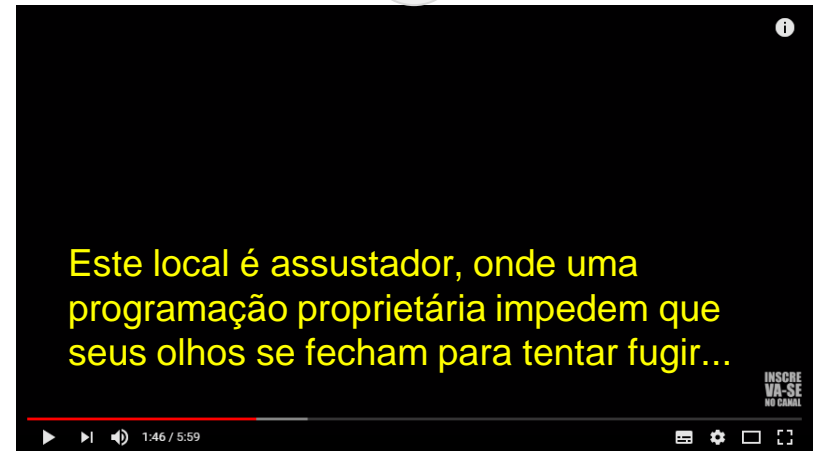 Este local é assustador, onde uma
programação proprietária impedem que
seus olhos se fecham para tentar fugir...
INSCRE
VA-SE
NO CANAL
1:46 / 5:59